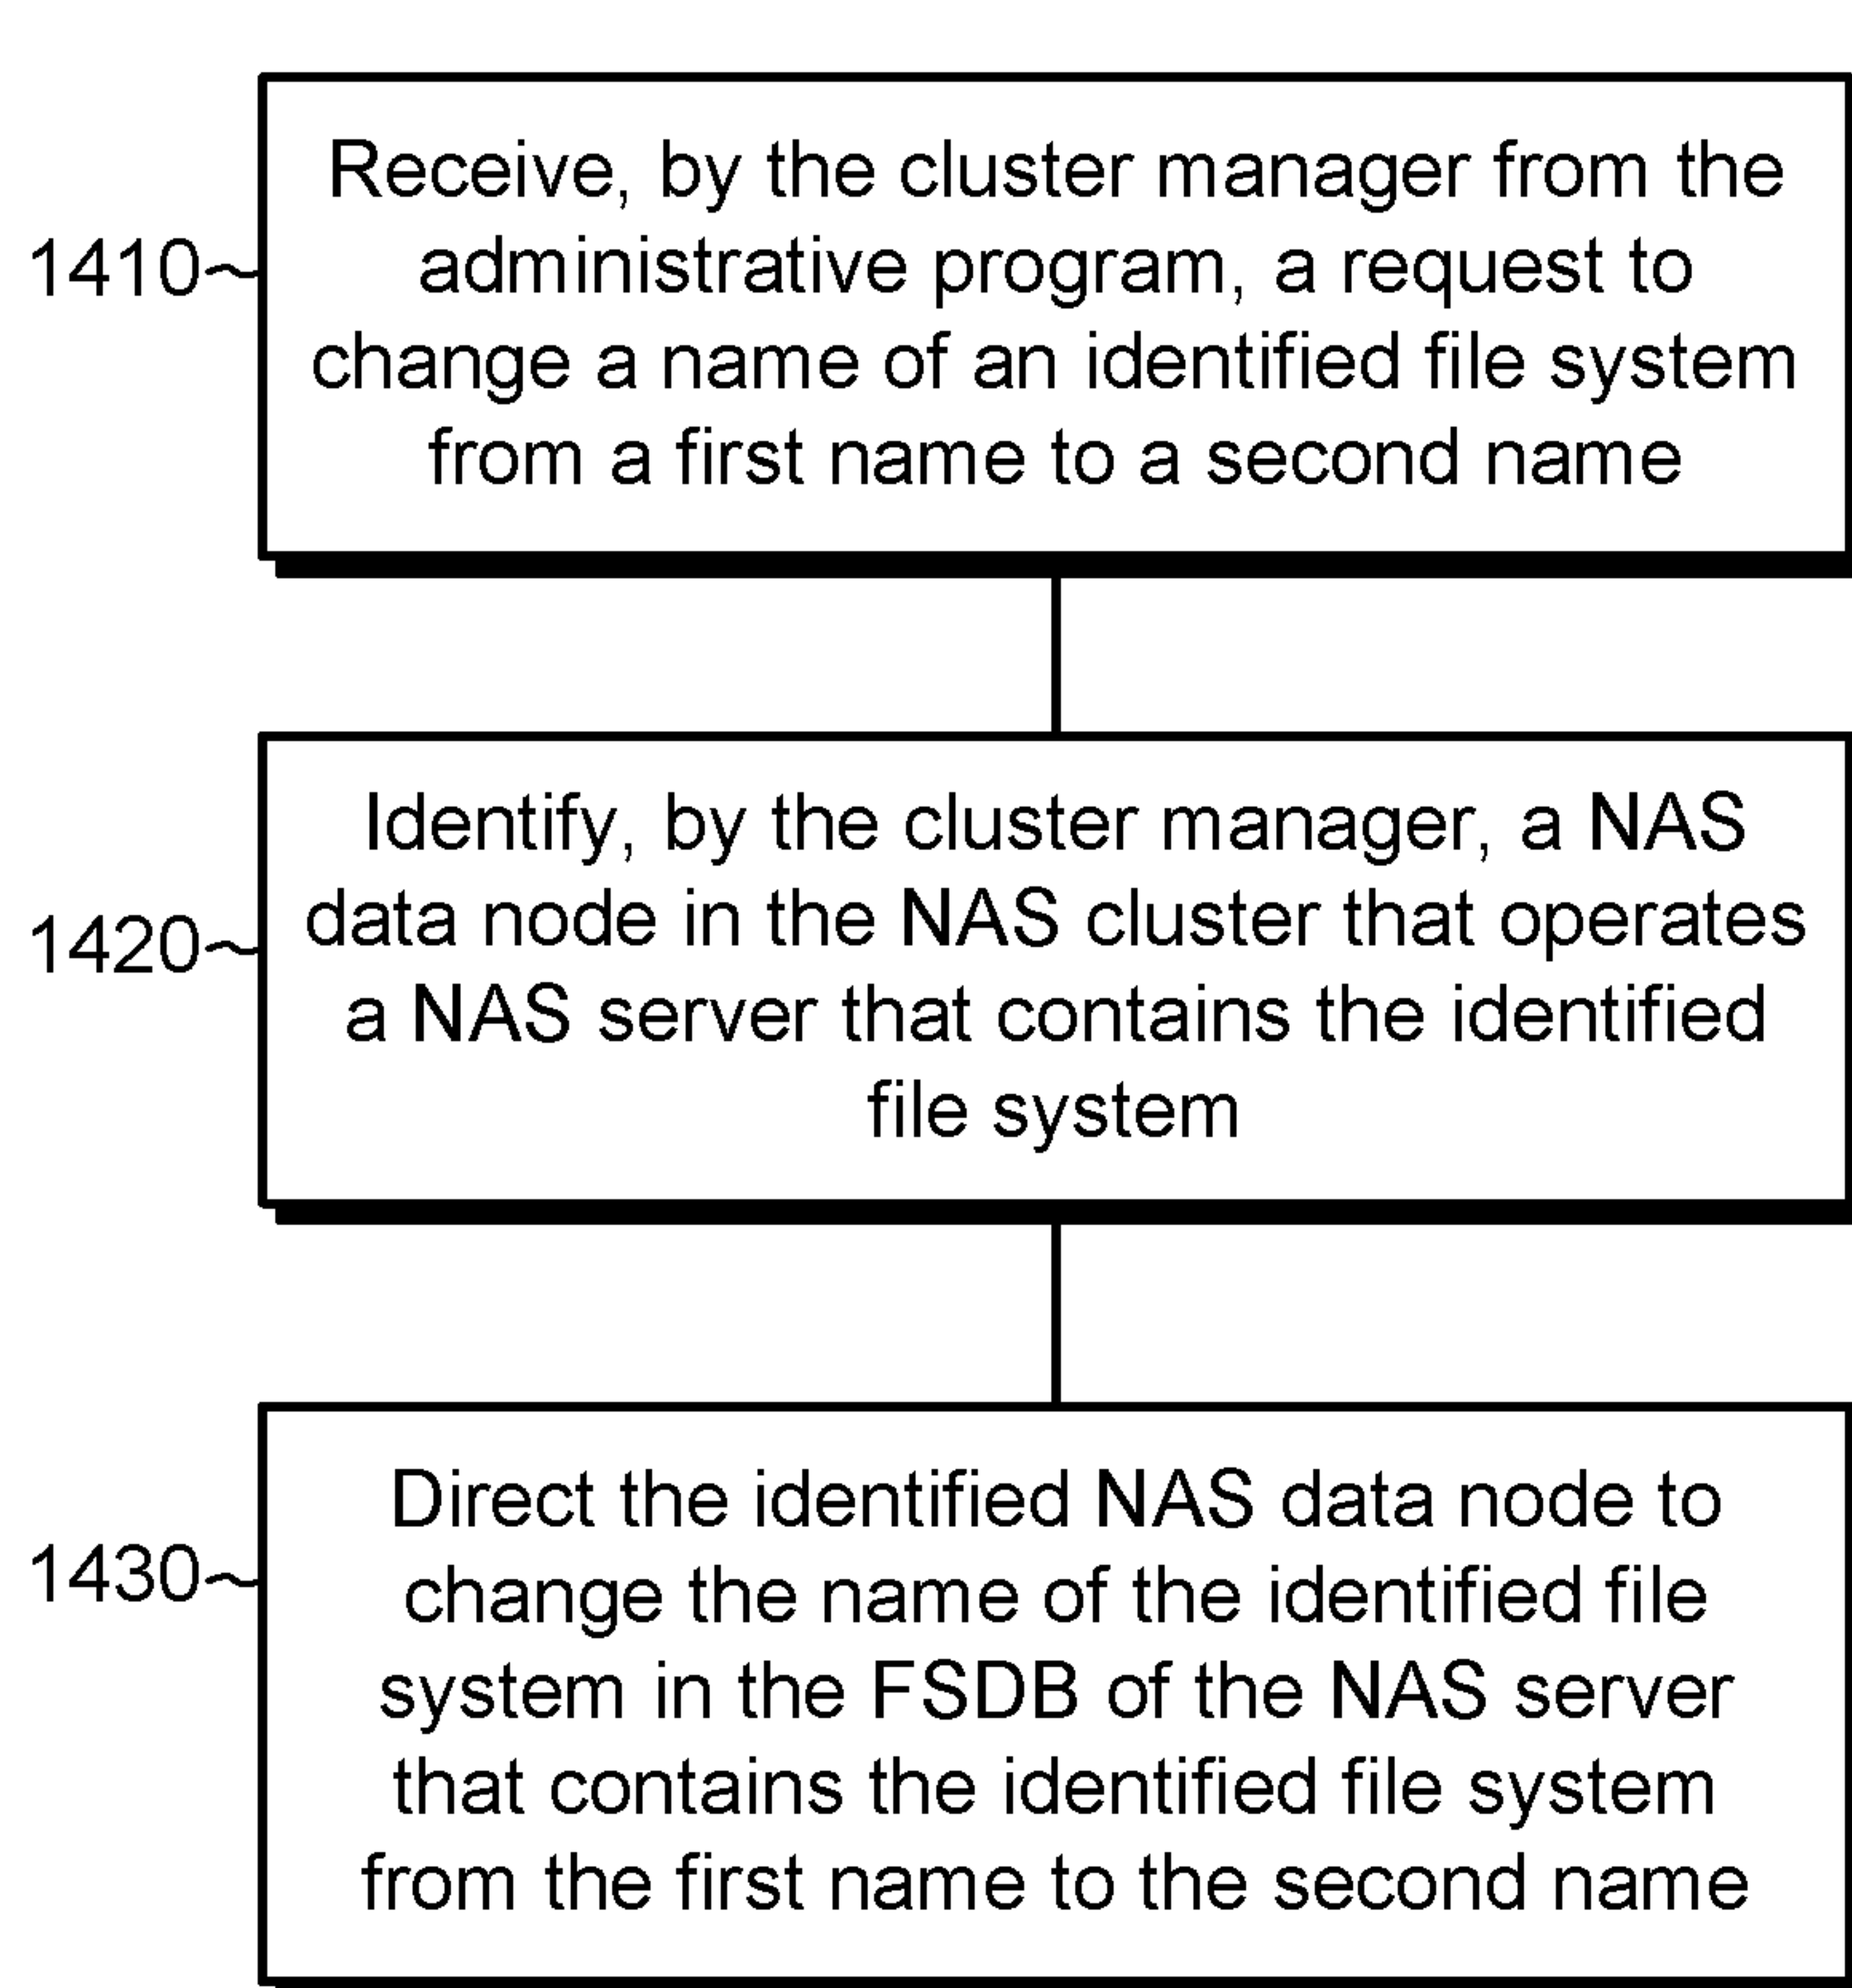 Receive, by the cluster manager from the
1410
administrative program, a request to
change a name of an identified file system
from a first name to a second name
Identify, by the cluster manager, a NAS
1420
data node in the NAS cluster that operates
a NAS server that contains the identified
file system
Direct the identified NAS data node to
1430
change the name of the identified file
system in the FSDB of the NAS server
that contains the identified file system
from the first name to the second name